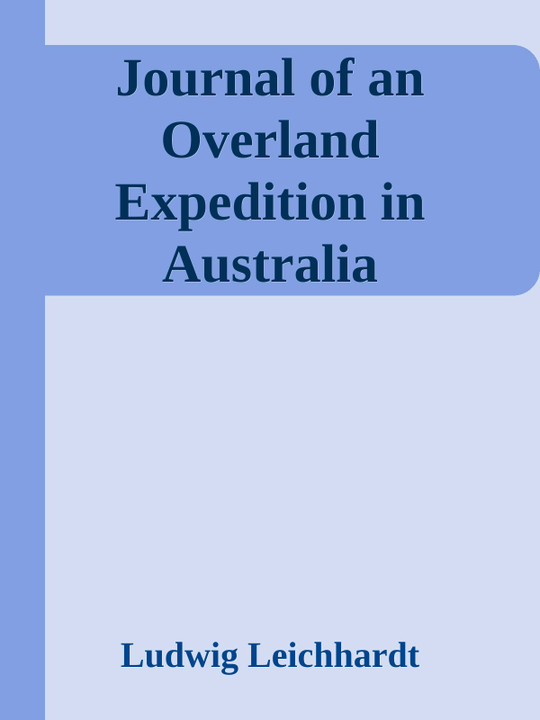 Journal of an
Overland
Expedition in
Australia
Ludwig Leichhardt